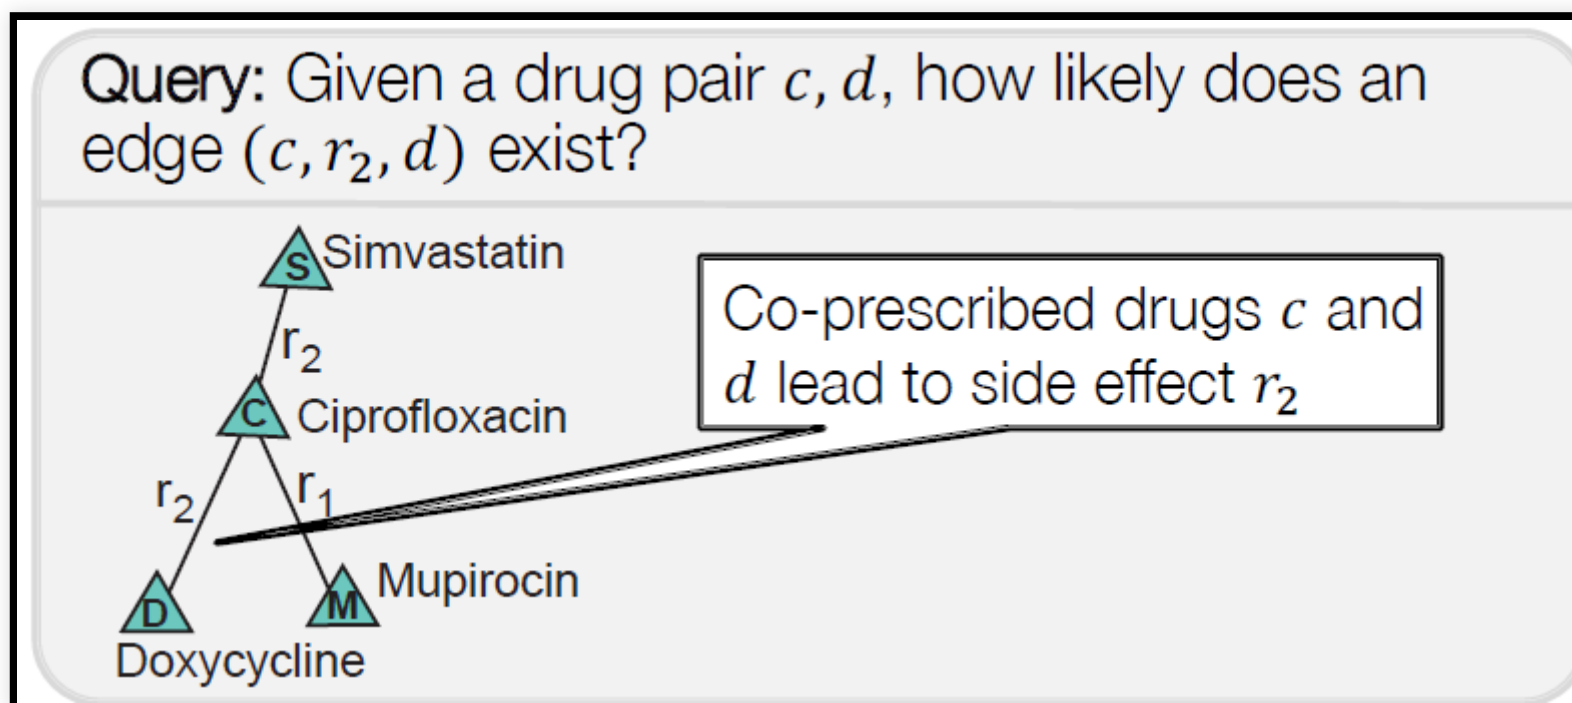 Query: Given a drug pair c, d, how likely does an
edge (c, r₂, d) exist?
S Simvastatin
r₂
Co-prescribed drugs c and
d lead to side effect r₂
C Ciprofloxacin
r₂ r₁
D M Mupirocin
Doxycycline